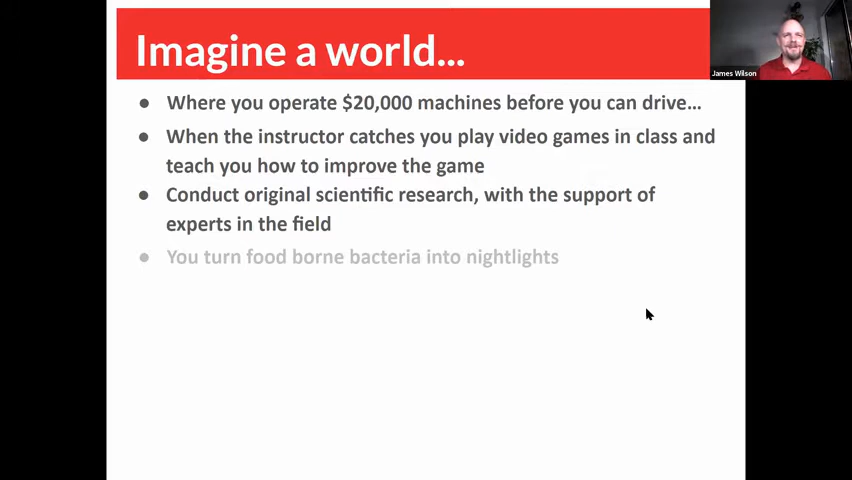 Imagine a world...
James Wilson
● Where you operate $20,000 machines before you can drive...
● When the instructor catches you play video games in class and
teach you how to improve the game
● Conduct original scientific research, with the support of
experts in the field
● You turn food borne bacteria into nightlights